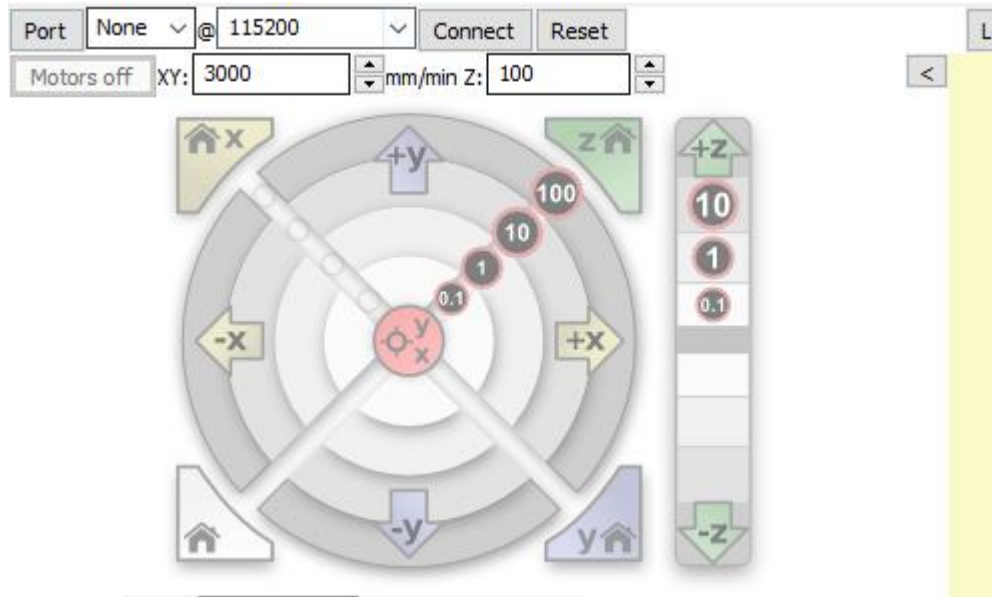 Port None @ 115200 Connect Reset L
Motors off XY: 3000 mm/min Z: 100 <
x +y z +z
100 10
10
1 1
0.1 0.1
y
x
-x +x
-y y -z